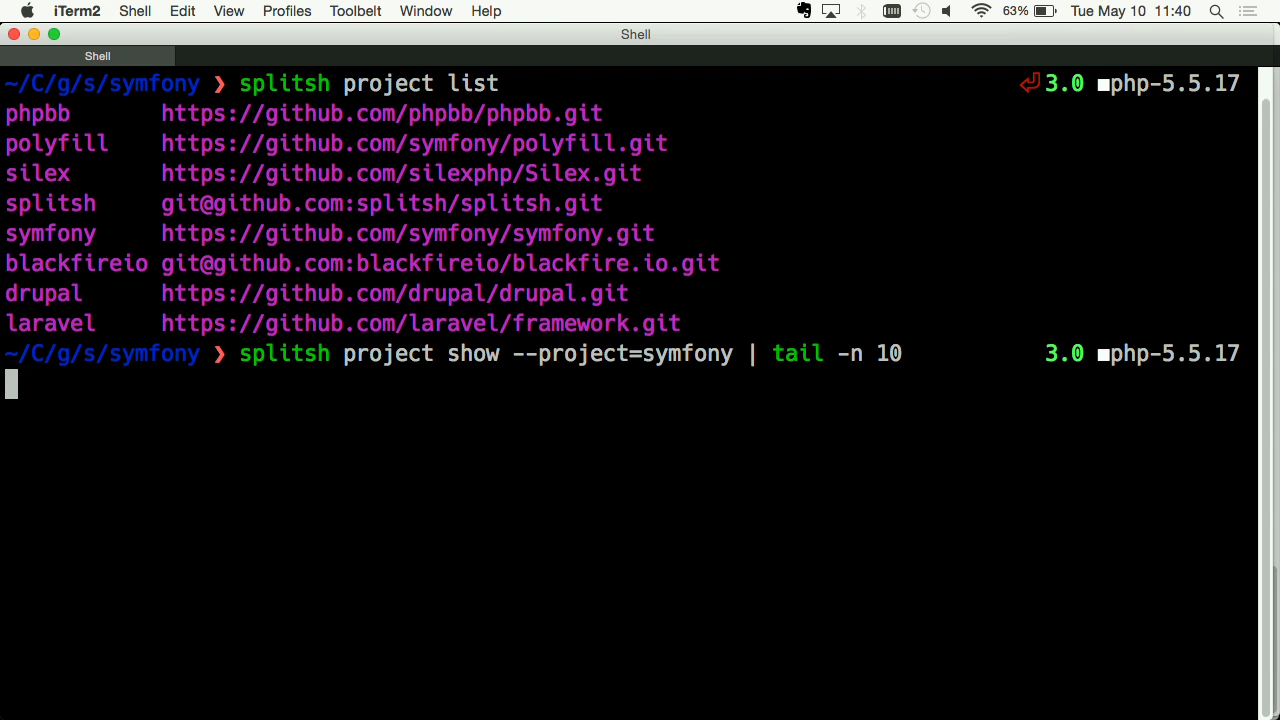 iTerm2 Shell Edit View Profiles Toolbelt Window Help 63% Tue May 10 11:40
Shell
Shell
~/C/g/s/symfony ❯ splitsh project list ⏎ 3.0 ■php-5.5.17
phpbb https://github.com/phpbb/phpbb.git
polyfill https://github.com/symfony/polyfill.git
silex https://github.com/silexphp/Silex.git
splitsh git@github.com:splitsh/splitsh.git
symfony https://github.com/symfony/symfony.git
blackfireio git@github.com:blackfireio/blackfire.io.git
drupal https://github.com/drupal/drupal.git
laravel https://github.com/laravel/framework.git
~/C/g/s/symfony ❯ splitsh project show --project=symfony | tail -n 10 3.0 ■php-5.5.17